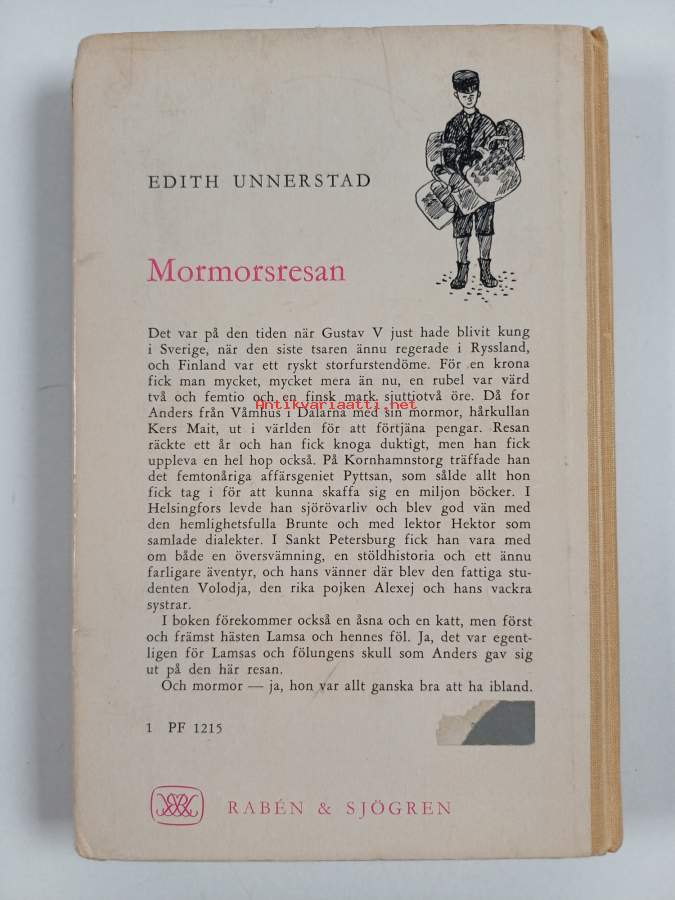 EDITH UNNERSTAD
Mormorsresan
Det var på den tiden när Gustav V just hade blivit kung
i Sverige, när den siste tsaren ännu regerade i Ryssland,
och Finland var ett ryskt storfurstendöme. För en krona
fick man mycket, mycket mera än nu, en rubel var värd
två och femtio och en finsk mark sjuttiotvå öre. Då for
Antikvariaatti.net
Anders från Våmhus i Dalarna med sin mormor, hårkullan
Kers Mait, ut i världen för att förtjäna pengar. Resan
räckte ett år och han fick knoga duktigt, men han fick
uppleva en hel hop också. På Kornhamnstorg träffade han
det femtonåriga affärsgeniet Pyttsan, som sålde allt hon
fick tag i för att kunna skaffa sig en miljon böcker. I
Helsingfors levde han sjörövarliv och blev god vän med
den hemlighetsfulla Brunte och med lektor Hektor som
samlade dialekter. I Sankt Petersburg fick han vara med
om både en översvämning, en stöldhistoria och ett ännu
farligare äventyr, och hans vänner där blev den fattiga stu-
denten Volodja, den rika pojken Alexej och hans vackra
systrar.
I boken förekommer också en åsna och en katt, men först
och främst hästen Lamsa och hennes föl. Ja, det var egent-
ligen för Lamsas och fölungens skull som Anders gav sig
ut på den här resan.
Och mormor — ja, hon var allt ganska bra att ha ibland.
1 PF 1215
RABÉN & SJÖGREN